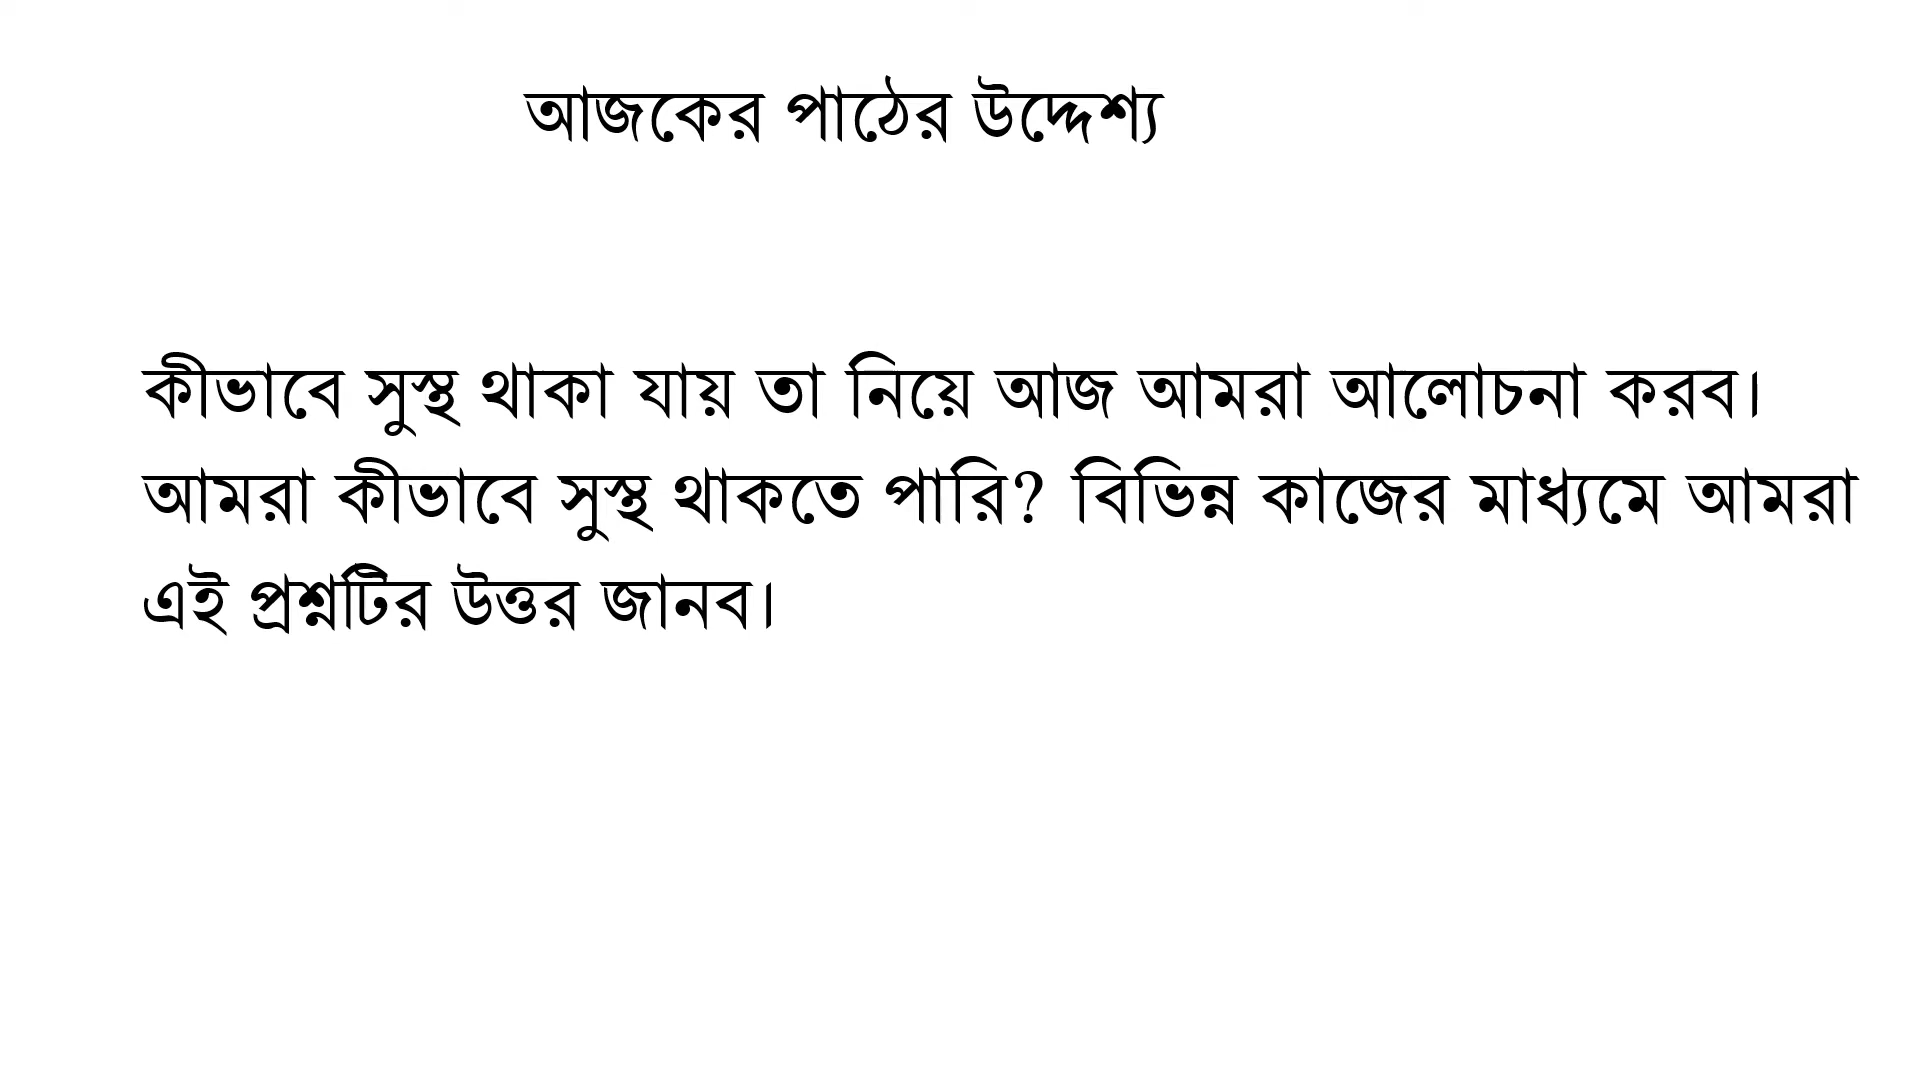 আজকের পাঠের উদ্দেশ্য
কীভাবে সুস্থ থাকা যায় তা নিয়ে আজ আমরা আলোচনা করব।
আমরা কীভাবে সুস্থ থাকতে পারি? বিভিন্ন কাজের মাধ্যমে আমরা
এই প্রশ্নটির উত্তর জানব।